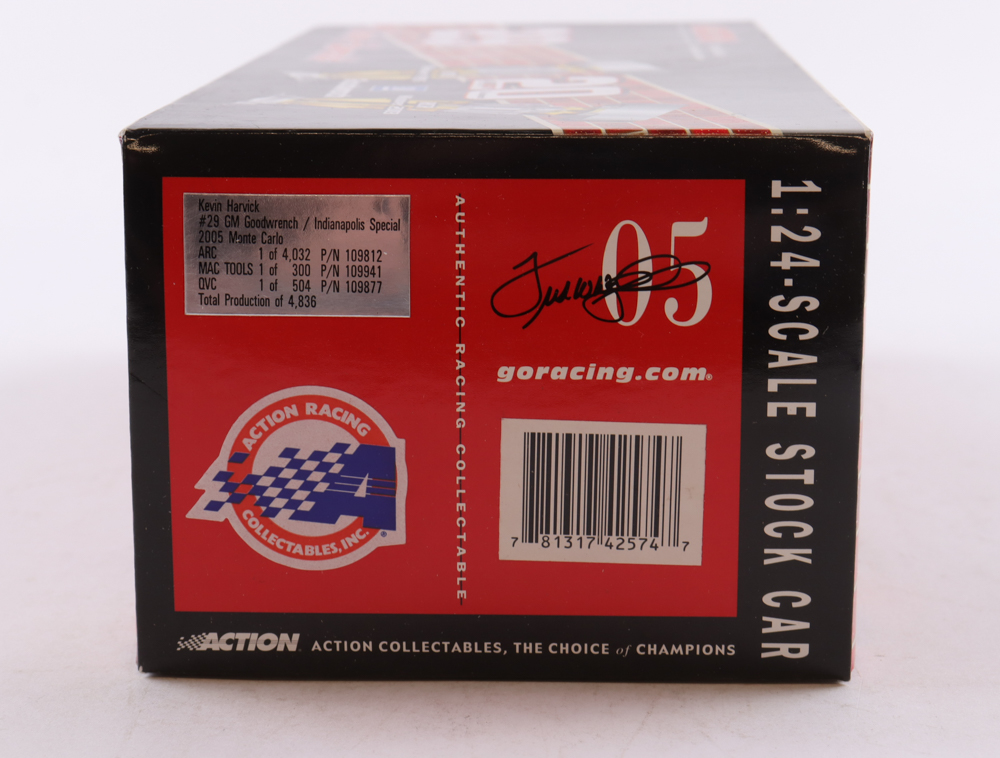 Kevin Harvick
#29 GM Goodwrench / Indianapolis Special
2005 Monte Carlo
ARC 1 of 4,032 P/N 109812
MAC TOOLS 1 of 300 P/N 109941
QVC 1 of 504 P/N 109877
Total Production of 4,836
ACTION RACING
COLLECTABLES, INC.®
AUTHENTIC-RACING-COLLECTABLE
05
goracing.com®
7 81317 42574 7
1:24-SCALE STOCK CAR
ACTION ACTION COLLECTABLES, THE CHOICE of CHAMPIONS